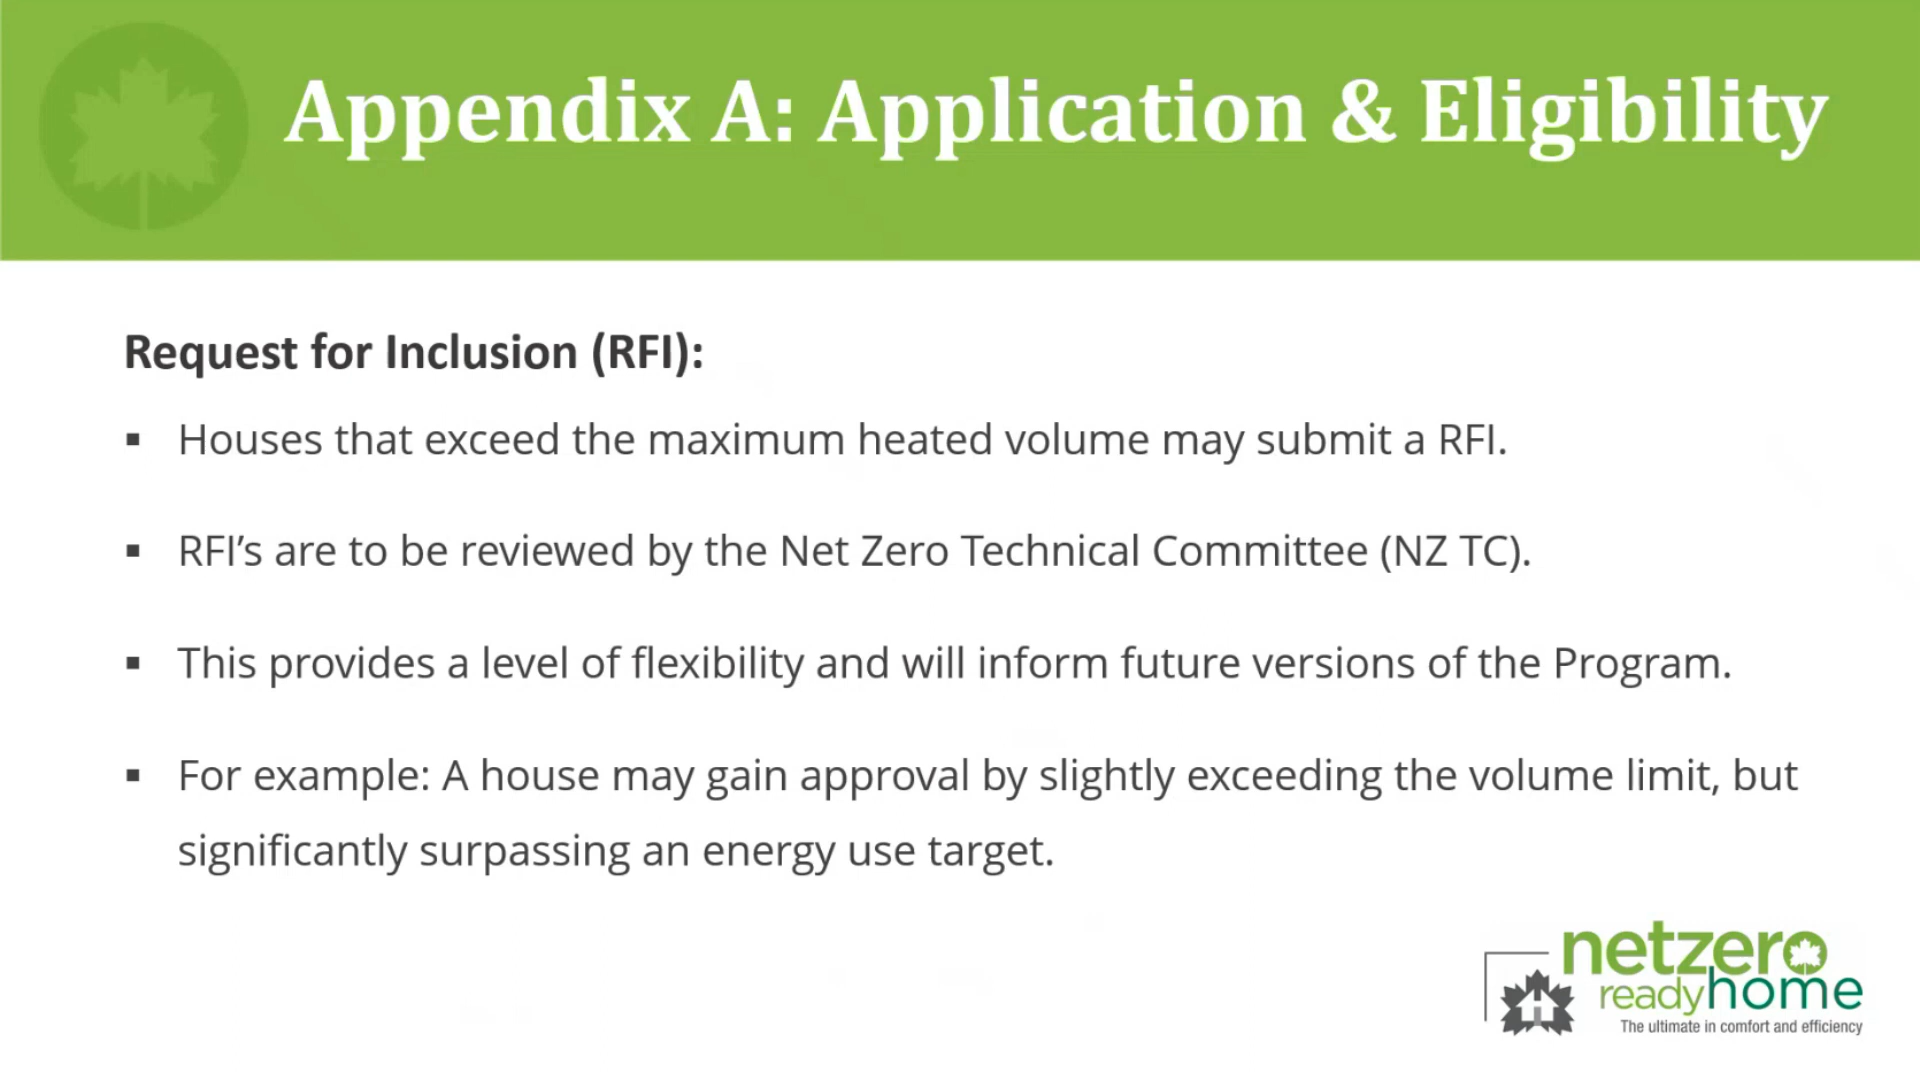 Appendix A: Application & Eligibility
Request for Inclusion (RFI):
▪ Houses that exceed the maximum heated volume may submit a RFI.
▪ RFI’s are to be reviewed by the Net Zero Technical Committee (NZ TC).
▪ This provides a level of flexibility and will inform future versions of the Program.
▪ For example: A house may gain approval by slightly exceeding the volume limit, but
significantly surpassing an energy use target.
netzero
readyhome
The ultimate in comfort and efficiency